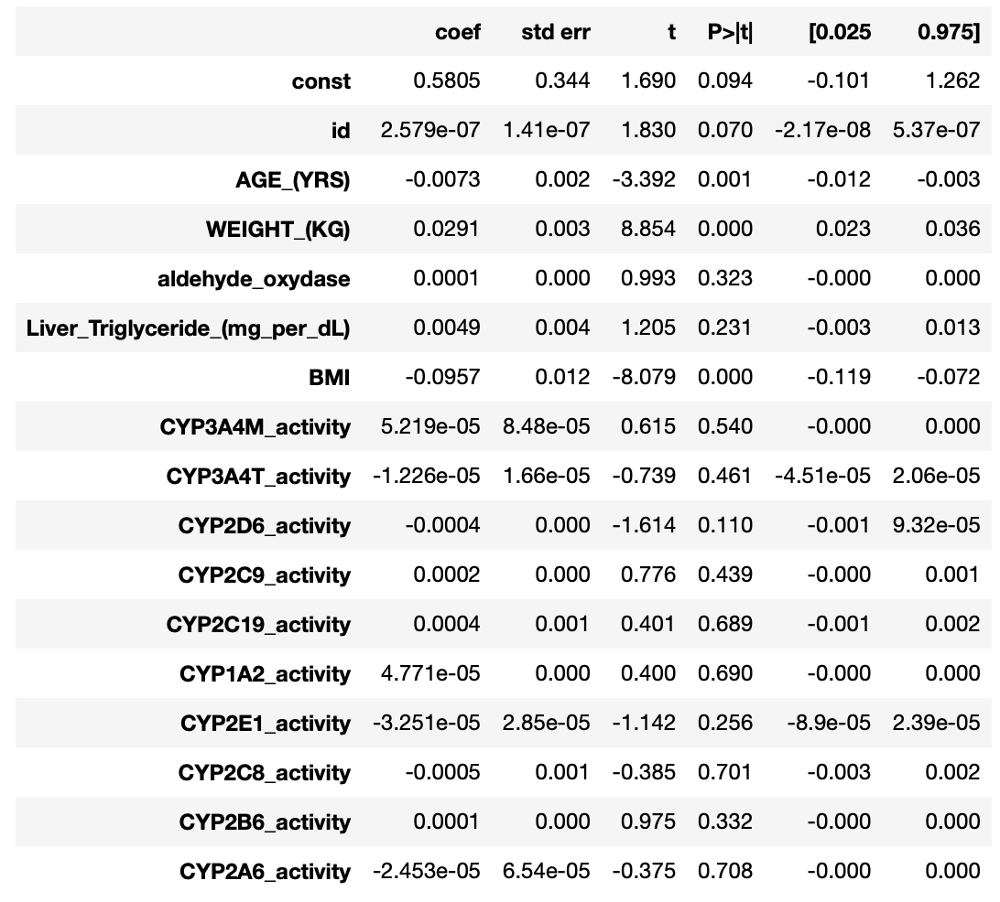 coef std err t P>|t| [0.025 0.975]
const 0.5805 0.344 1.690 0.094 -0.101 1.262
id 2.579e-07 1.41e-07 1.830 0.070 -2.17e-08 5.37e-07
AGE_(YRS) -0.0073 0.002 -3.392 0.001 -0.012 -0.003
WEIGHT_(KG) 0.0291 0.003 8.854 0.000 0.023 0.036
aldehyde_oxydase 0.0001 0.000 0.993 0.323 -0.000 0.000
Liver_Triglyceride_(mg_per_dL) 0.0049 0.004 1.205 0.231 -0.003 0.013
BMI -0.0957 0.012 -8.079 0.000 -0.119 -0.072
CYP3A4M_activity 5.219e-05 8.48e-05 0.615 0.540 -0.000 0.000
CYP3A4T_activity -1.226e-05 1.66e-05 -0.739 0.461 -4.51e-05 2.06e-05
CYP2D6_activity -0.0004 0.000 -1.614 0.110 -0.001 9.32e-05
CYP2C9_activity 0.0002 0.000 0.776 0.439 -0.000 0.001
CYP2C19_activity 0.0004 0.001 0.401 0.689 -0.001 0.002
CYP1A2_activity 4.771e-05 0.000 0.400 0.690 -0.000 0.000
CYP2E1_activity -3.251e-05 2.85e-05 -1.142 0.256 -8.9e-05 2.39e-05
CYP2C8_activity -0.0005 0.001 -0.385 0.701 -0.003 0.002
CYP2B6_activity 0.0001 0.000 0.975 0.332 -0.000 0.000
CYP2A6_activity -2.453e-05 6.54e-05 -0.375 0.708 -0.000 0.000